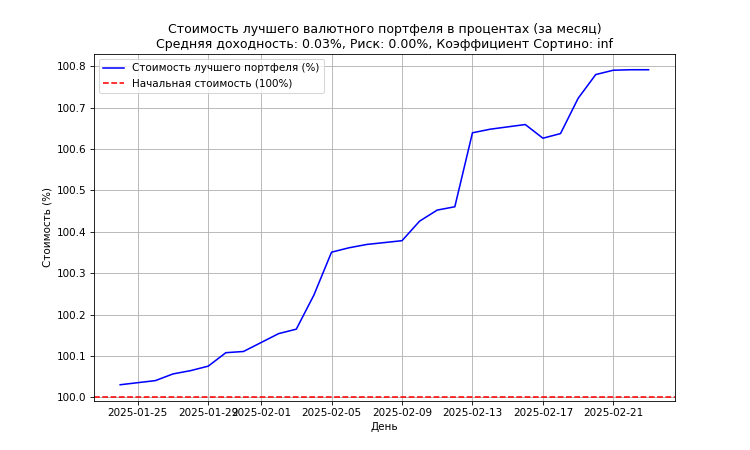 Стоимость лучшего валютного портфеля в процентах (за месяц)
Средняя доходность: 0.03%, Риск: 0.00%, Коэффициент Сортино: inf
Стоимость лучшего портфеля (%)
Начальная стоимость (100%)
Стоимость (%)
100.8
100.7
100.6
100.5
100.4
100.3
100.2
100.1
100.0
2025-01-25 2025-01-29 2025-02-01 2025-02-05 2025-02-09 2025-02-13 2025-02-17 2025-02-21
День